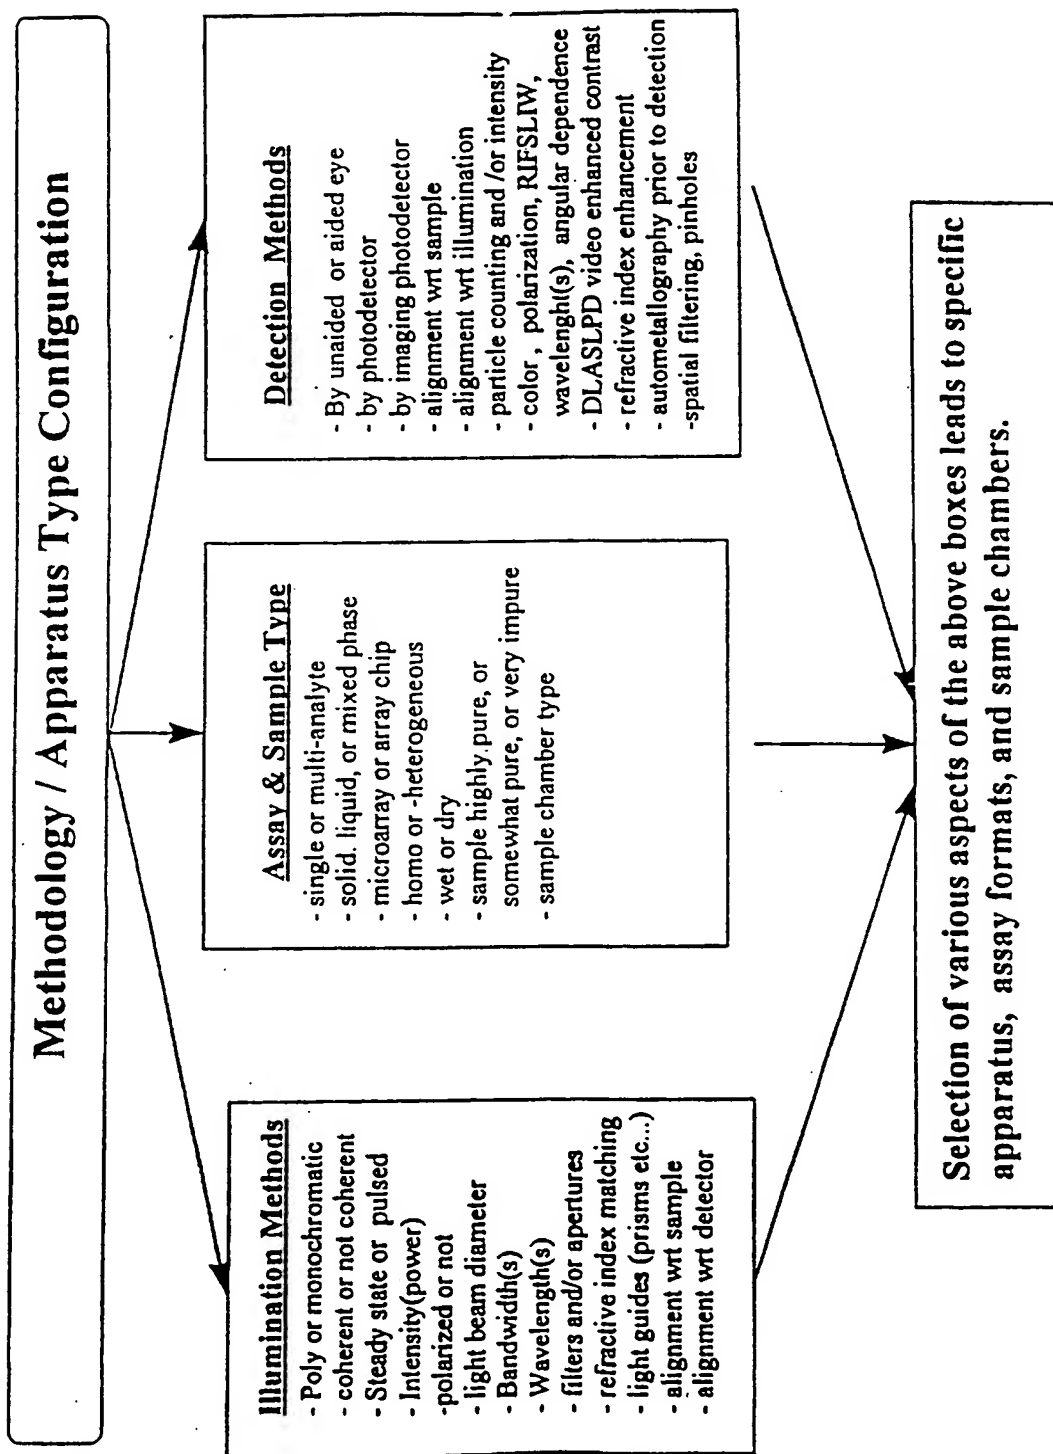 Methodology / Apparatus Type Configuration
Illumination Methods
- Poly or monochromatic
- coherent or not coherent
- Steady state or pulsed
- Intensity(power)
-polarized or not
- light beam diameter
- Bandwidth(s)
- Wavelength(s)
- filters and/or apertures
- refractive index matching
- light guides (prisms etc...)
- alignment wrt sample
- alignment wrt detector
Assay & Sample Type
- single or multi-analyte
- solid. liquid, or mixed phase
- microarray or array chip
- homo or -heterogeneous
- wet or dry
- sample highly.pure, or
somewhat pure, or very impure
- sample chamber type
Detection Methods
- By unaided or aided eye
- by photodetector
- by imaging photodetector
- alignment wrt sample
- alignment wrt illumination
- particle counting and /or intensity
- color, polarization, RIFSLIW,
wavelenght(s), angular dependence
- DLASLPD video enhanced contrast
- refractive index enhancement
- autometallography prior to detection
-spatial filtering, pinholes
Selection of various aspects of the above boxes leads to specific
apparatus, assay formats, and sample chambers.